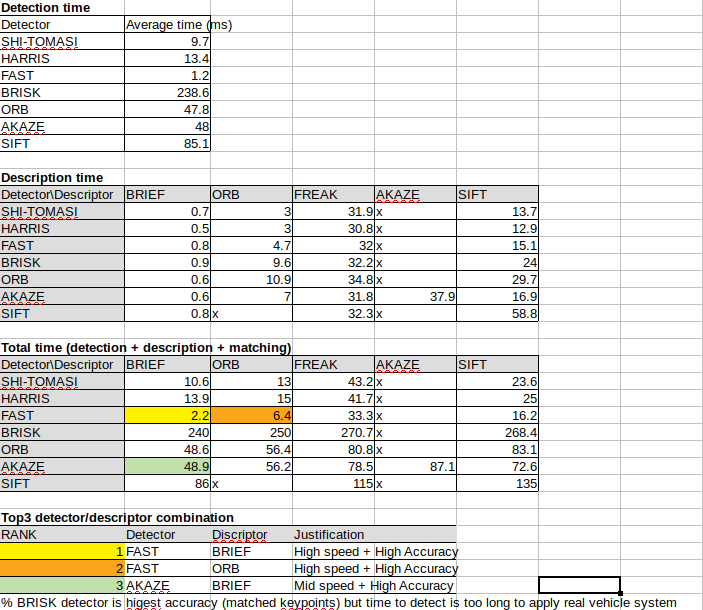 Detection time
Detector Average time (ms)
SHI-TOMASI 9.7
HARRIS 13.4
FAST 1.2
BRISK 238.6
ORB 47.8
AKAZE 48
SIFT 85.1
Description time
Detector\Descriptor BRIEF ORB FREAK AKAZE SIFT
SHI-TOMASI 0.7 3 31.9 x 13.7
HARRIS 0.5 3 30.8 x 12.9
FAST 0.8 4.7 32 x 15.1
BRISK 0.9 9.6 32.2 x 24
ORB 0.6 10.9 34.8 x 29.7
AKAZE 0.6 7 31.8 37.9 16.9
SIFT 0.8 x 32.3 x 58.8
Total time (detection + description + matching)
Detector\Descriptor BRIEF ORB FREAK AKAZE SIFT
SHI-TOMASI 10.6 13 43.2 x 23.6
HARRIS 13.9 15 41.7 x 25
FAST 2.2 6.4 33.3 x 16.2
BRISK 240 250 270.7 x 268.4
ORB 48.6 56.4 80.8 x 83.1
AKAZE 48.9 56.2 78.5 87.1 72.6
SIFT 86 x 115 x 135
Top3 detector/descriptor combination
RANK Detector Discriptor Justification
1 FAST BRIEF High speed + High Accuracy
2 FAST ORB High speed + High Accuracy
3 AKAZE BRIEF Mid speed + High Accuracy
% BRISK detector is higest accuracy (matched keypoints) but time to detect is too long to apply real vehicle system